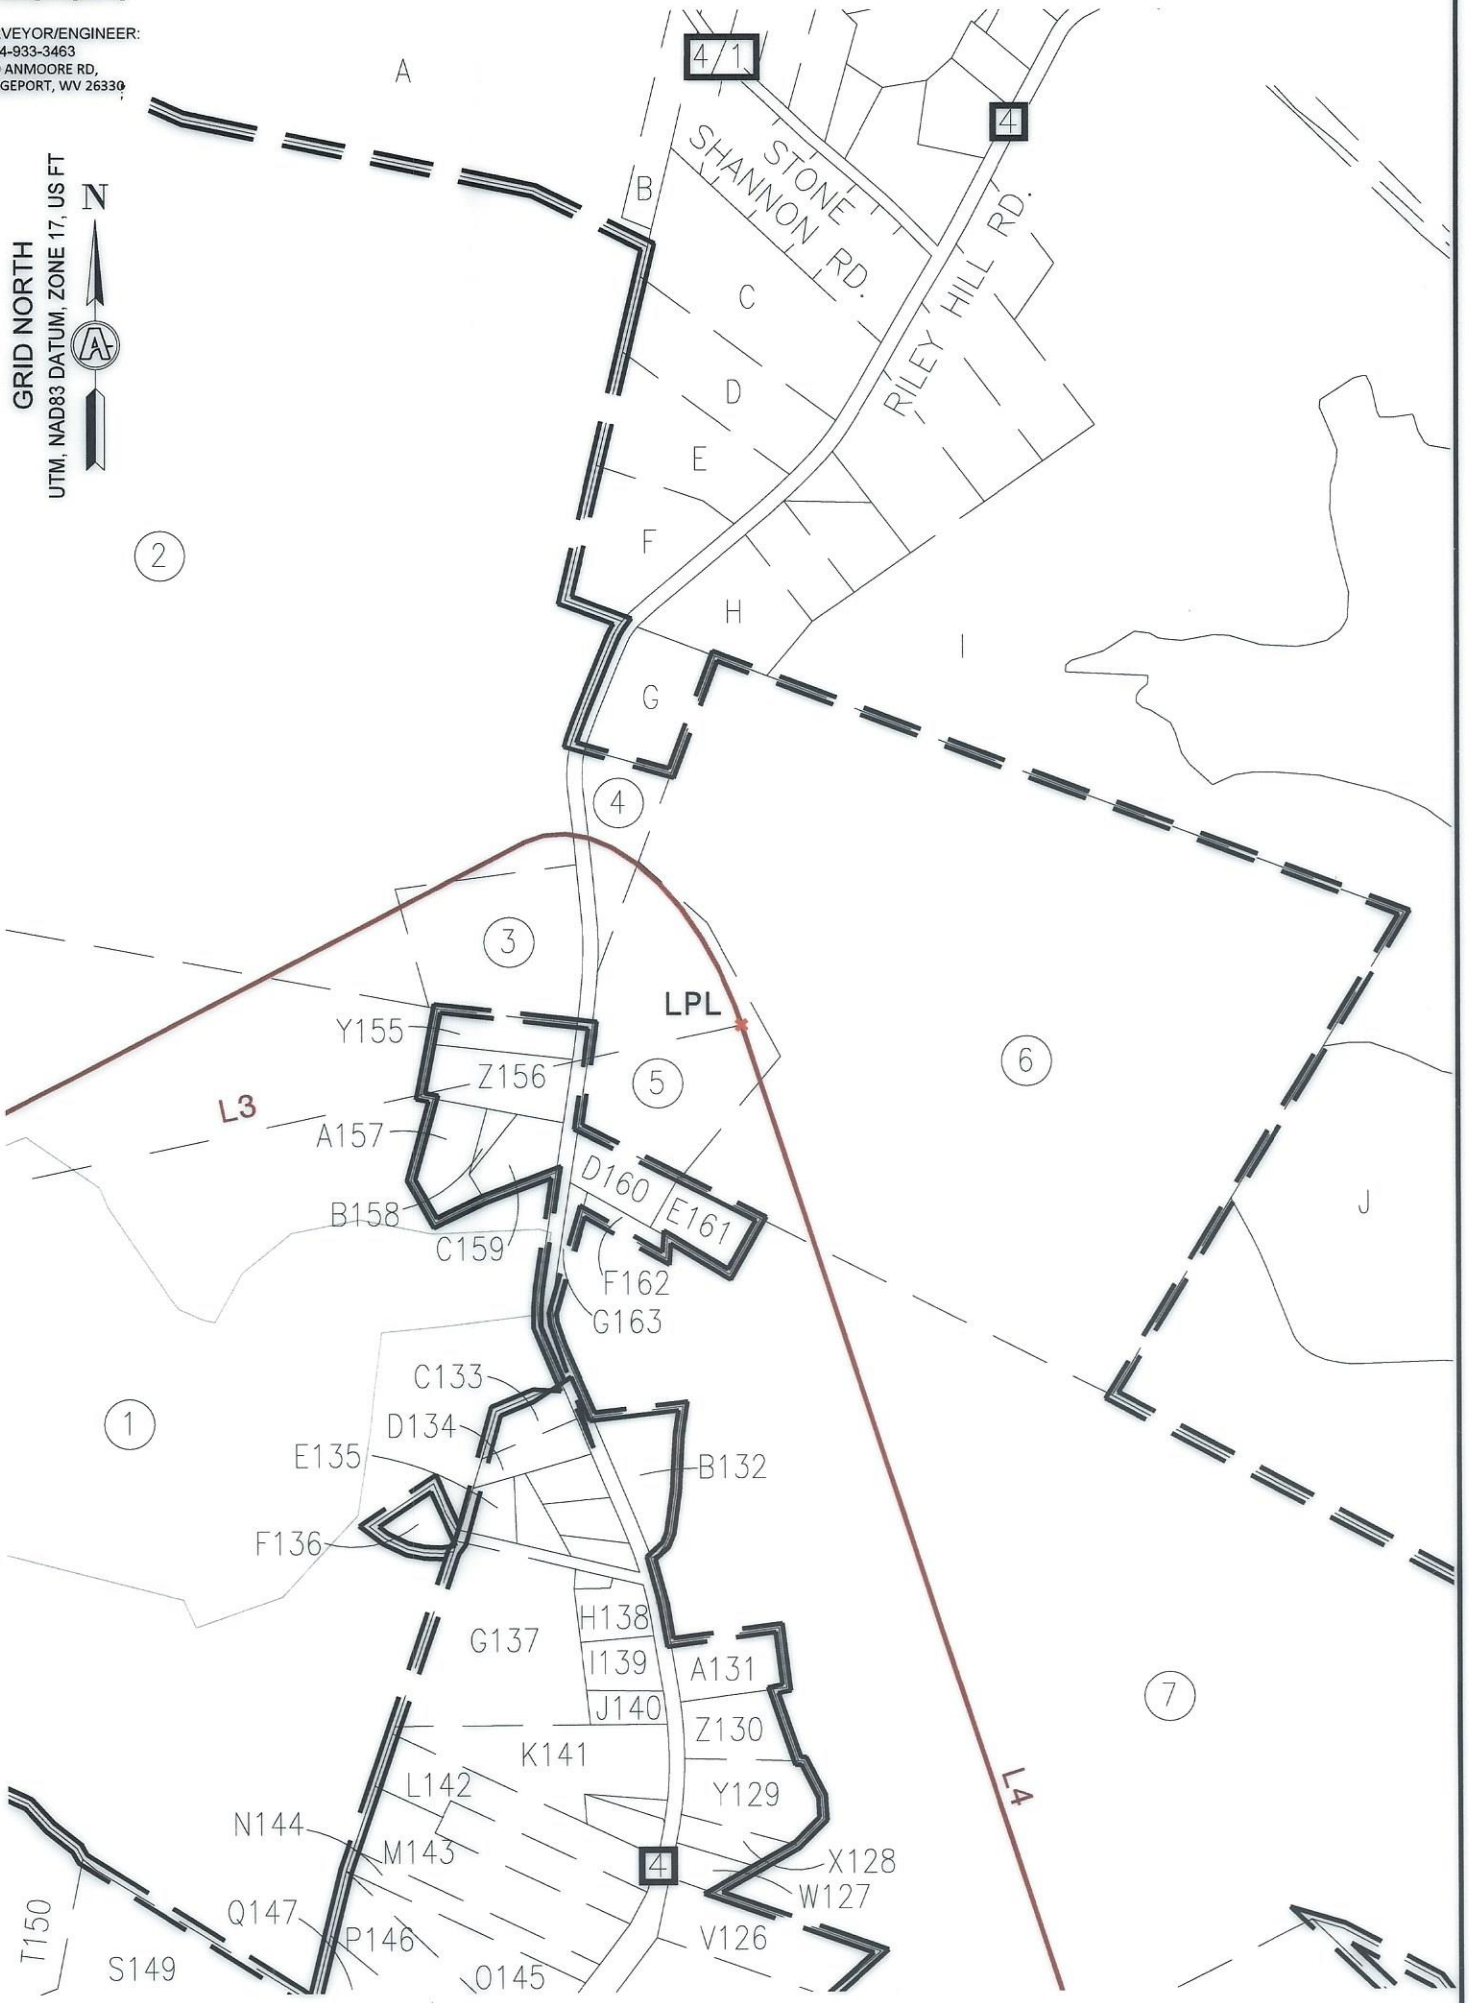 VEYOR/ENGINEER:
4-933-3463
ANMOORE RD,
GEPORT, WV 26330
GRID NORTH
UTM, NAD83 DATUM, ZONE 17, US FT
N
A
A
4/1
4
B
STONE
SHANNON RD.
RILEY HILL RD.
C
D
E
2
F
H
I
G
4
3
LPL
Y155
6
Z156
5
L3
A157
D160
B158
E161
J
C159
F162
G163
C133
1
D134
E135
B132
F136
H138
G137
I139
A131
J140
7
Z130
K141
L142
Y129
L4
N144
M143
4
X128
W127
Q147
T150
P146
V126
S149
O145